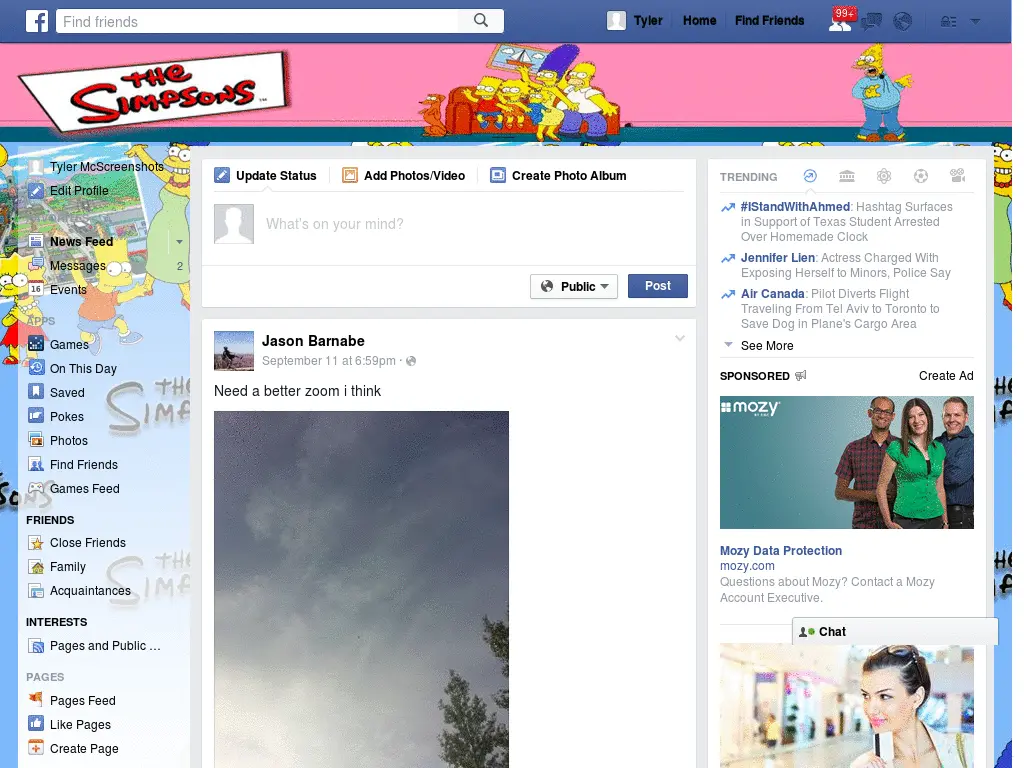 Find friends
Tyler
Home
Find Friends
99+
THE
SIMPSONS
Tyler McScreenshots
Edit Profile
News Feed
Messages 2
16 Events
APPS
Games
On This Day
Saved
Pokes
Photos
Find Friends
Games Feed
FRIENDS
Close Friends
Family
Acquaintances
INTERESTS
Pages and Public ...
PAGES
Pages Feed
Like Pages
Create Page
Update Status
Add Photos/Video
Create Photo Album
What's on your mind?
Public
Post
Jason Barnabe
September 11 at 6:59pm ·
Need a better zoom i think
TRENDING
#IStandWithAhmed: Hashtag Surfaces
in Support of Texas Student Arrested
Over Homemade Clock
Jennifer Lien: Actress Charged With
Exposing Herself to Minors, Police Say
Air Canada: Pilot Diverts Flight
Traveling From Tel Aviv to Toronto to
Save Dog in Plane's Cargo Area
See More
SPONSORED
Create Ad
mozy
Mozy Data Protection
mozy.com
Questions about Mozy? Contact a Mozy
Account Executive.
Chat